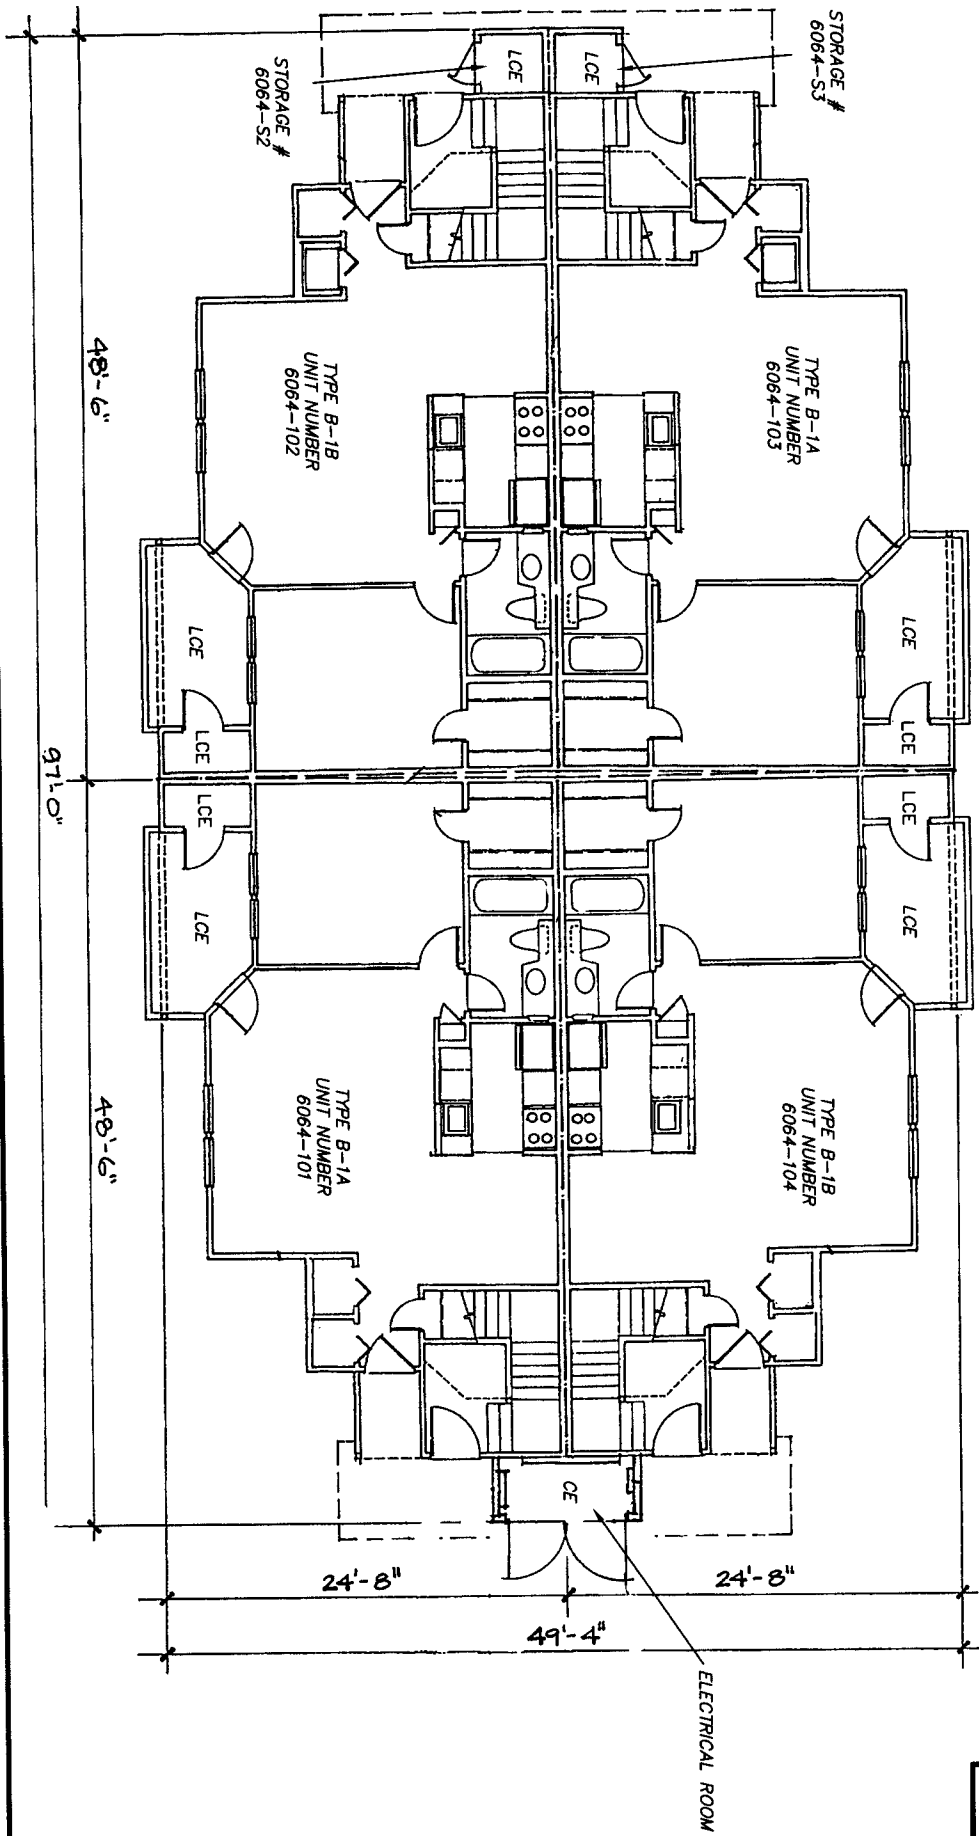 STORAGE #
6064-S3
STORAGE #
6064-S2
LCE
LCE
TYPE B-1B
UNIT NUMBER
6064-102
TYPE B-1A
UNIT NUMBER
6064-103
48'-6"
LCE
LCE
LCE
LCE
97'-0"
LCE
LCE
LCE
LCE
48'-6"
TYPE B-1A
UNIT NUMBER
6064-101
TYPE B-1B
UNIT NUMBER
6064-104
CE
24'-8"
24'-8"
49'-4"
ELECTRICAL ROOM